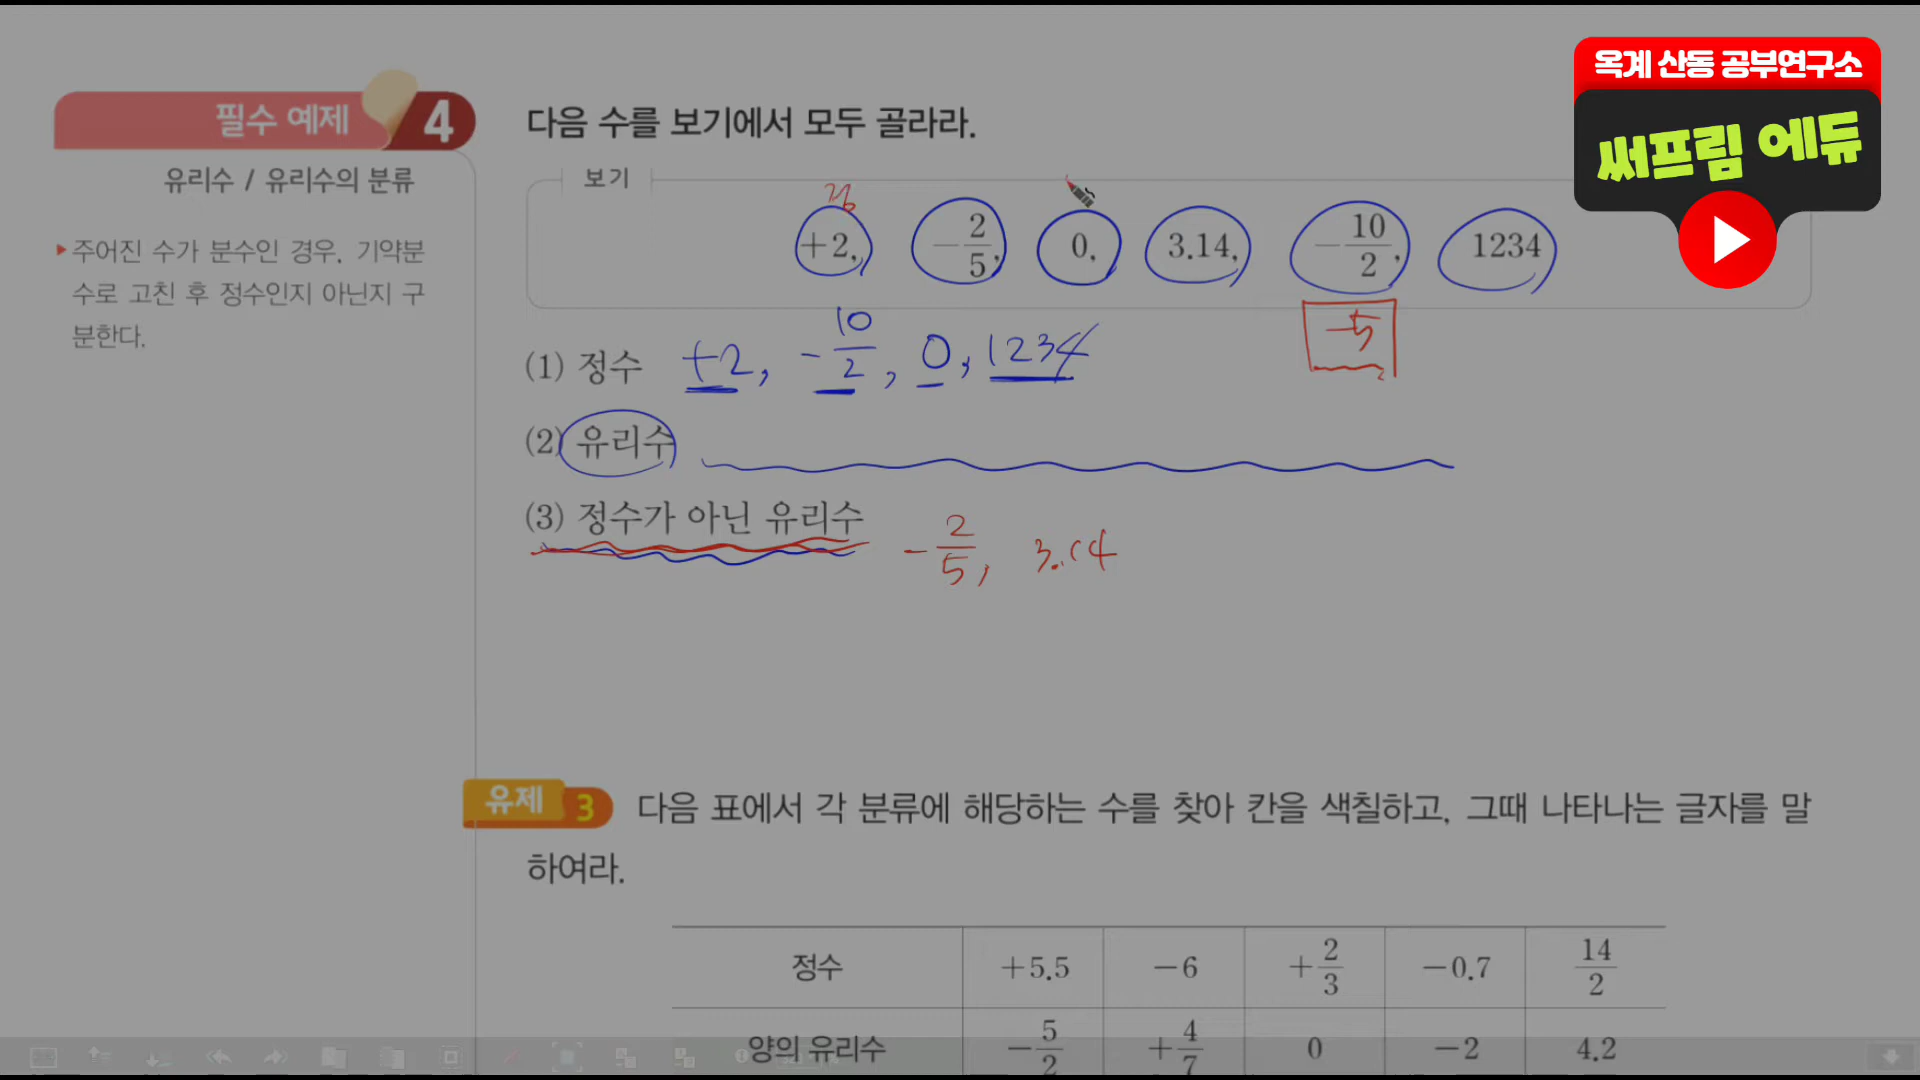 옥계 산동 공부연구소
써프림 에듀
필수 예제 4
유리수 / 유리수의 분류
▶주어진 수가 분수인 경우, 기약분
수로 고친 후 정수인지 아닌지 구
분한다.
다음 수를 보기에서 모두 골라라.
보기
정
+2, -2/5, 0, 3.14, -10/2, 1234
-5
(1) 정수 +2, -10/2, 0, 1234
(2) 유리수
(3) 정수가 아닌 유리수 -2/5, 3.14
유제 3 다음 표에서 각 분류에 해당하는 수를 찾아 칸을 색칠하고, 그때 나타나는 글자를 말
하여라.
정수 +5.5 -6 +2/3 -0.7 14/2
양의 유리수 -5/2 +4/7 0 -2 4.2